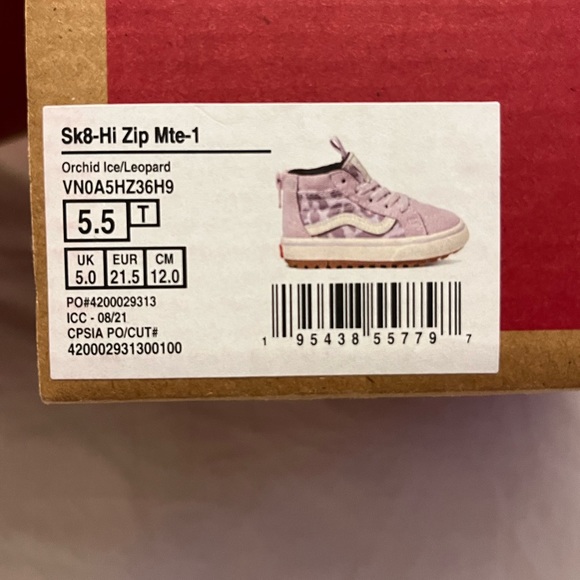 Sk8-Hi Zip Mte-1
Orchid Ice/Leopard
VN0A5HZ36H9
5.5 T
UK EUR CM
5.0 21.5 12.0
PO#4200029313
ICC - 08/21
CPSIA PO/CUT#
420002931300100
1 95438 55779 7